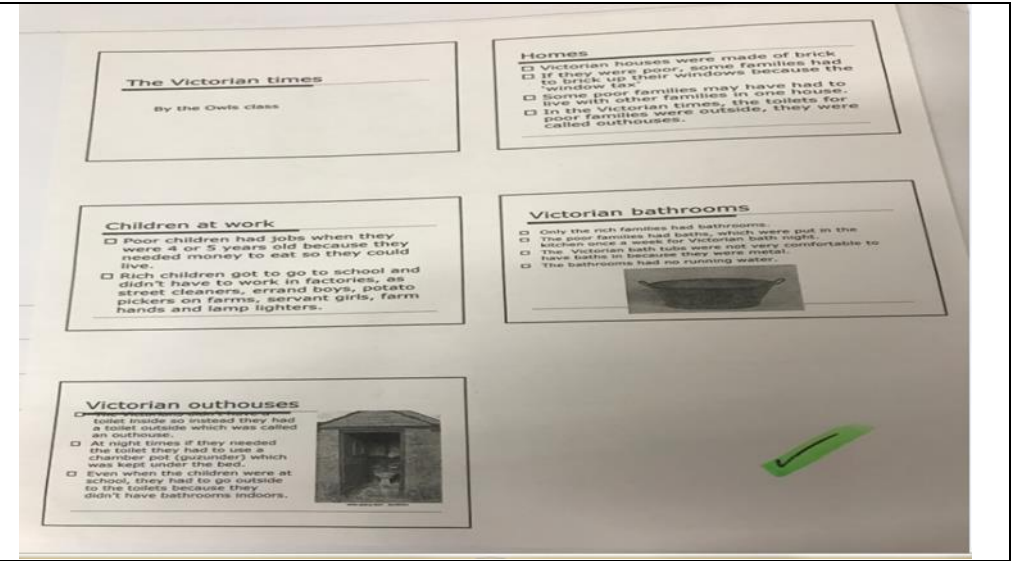 The Victorian times
By the Owls class
Homes
Victorian houses were made of brick
If they were poor, some families had
to brick up their windows because the
'window tax'
Some poor families may have had to
live with other families in one house.
In the Victorian times, the toilets for
poor families were outside, they were
called outhouses.
Children at work
Poor children had jobs when they
were 4 or 5 years old because they
needed money to eat so they could
live.
Rich children got to go to school and
didn't have to work in factories, as
street cleaners, errand boys, potato
pickers on farms, servant girls, farm
hands and lamp lighters.
Victorian bathrooms
Only the rich families had bathrooms.
The poor families had baths, which were put in the
kitchen once a week for Victorian bath night.
The Victorian bath tubs were not very comfortable to
have baths in because they were metal.
The bathrooms had no running water.
Victorian outhouses
The Victorians didn't have a
toilet inside so instead they had
a toilet outside which was called
an outhouse.
At night times if they needed
the toilet they had to use a
chamber pot (guzunder) which
was kept under the bed.
Even when the children were at
school, they had to go outside
to the toilets because they
didn't have bathrooms indoors.